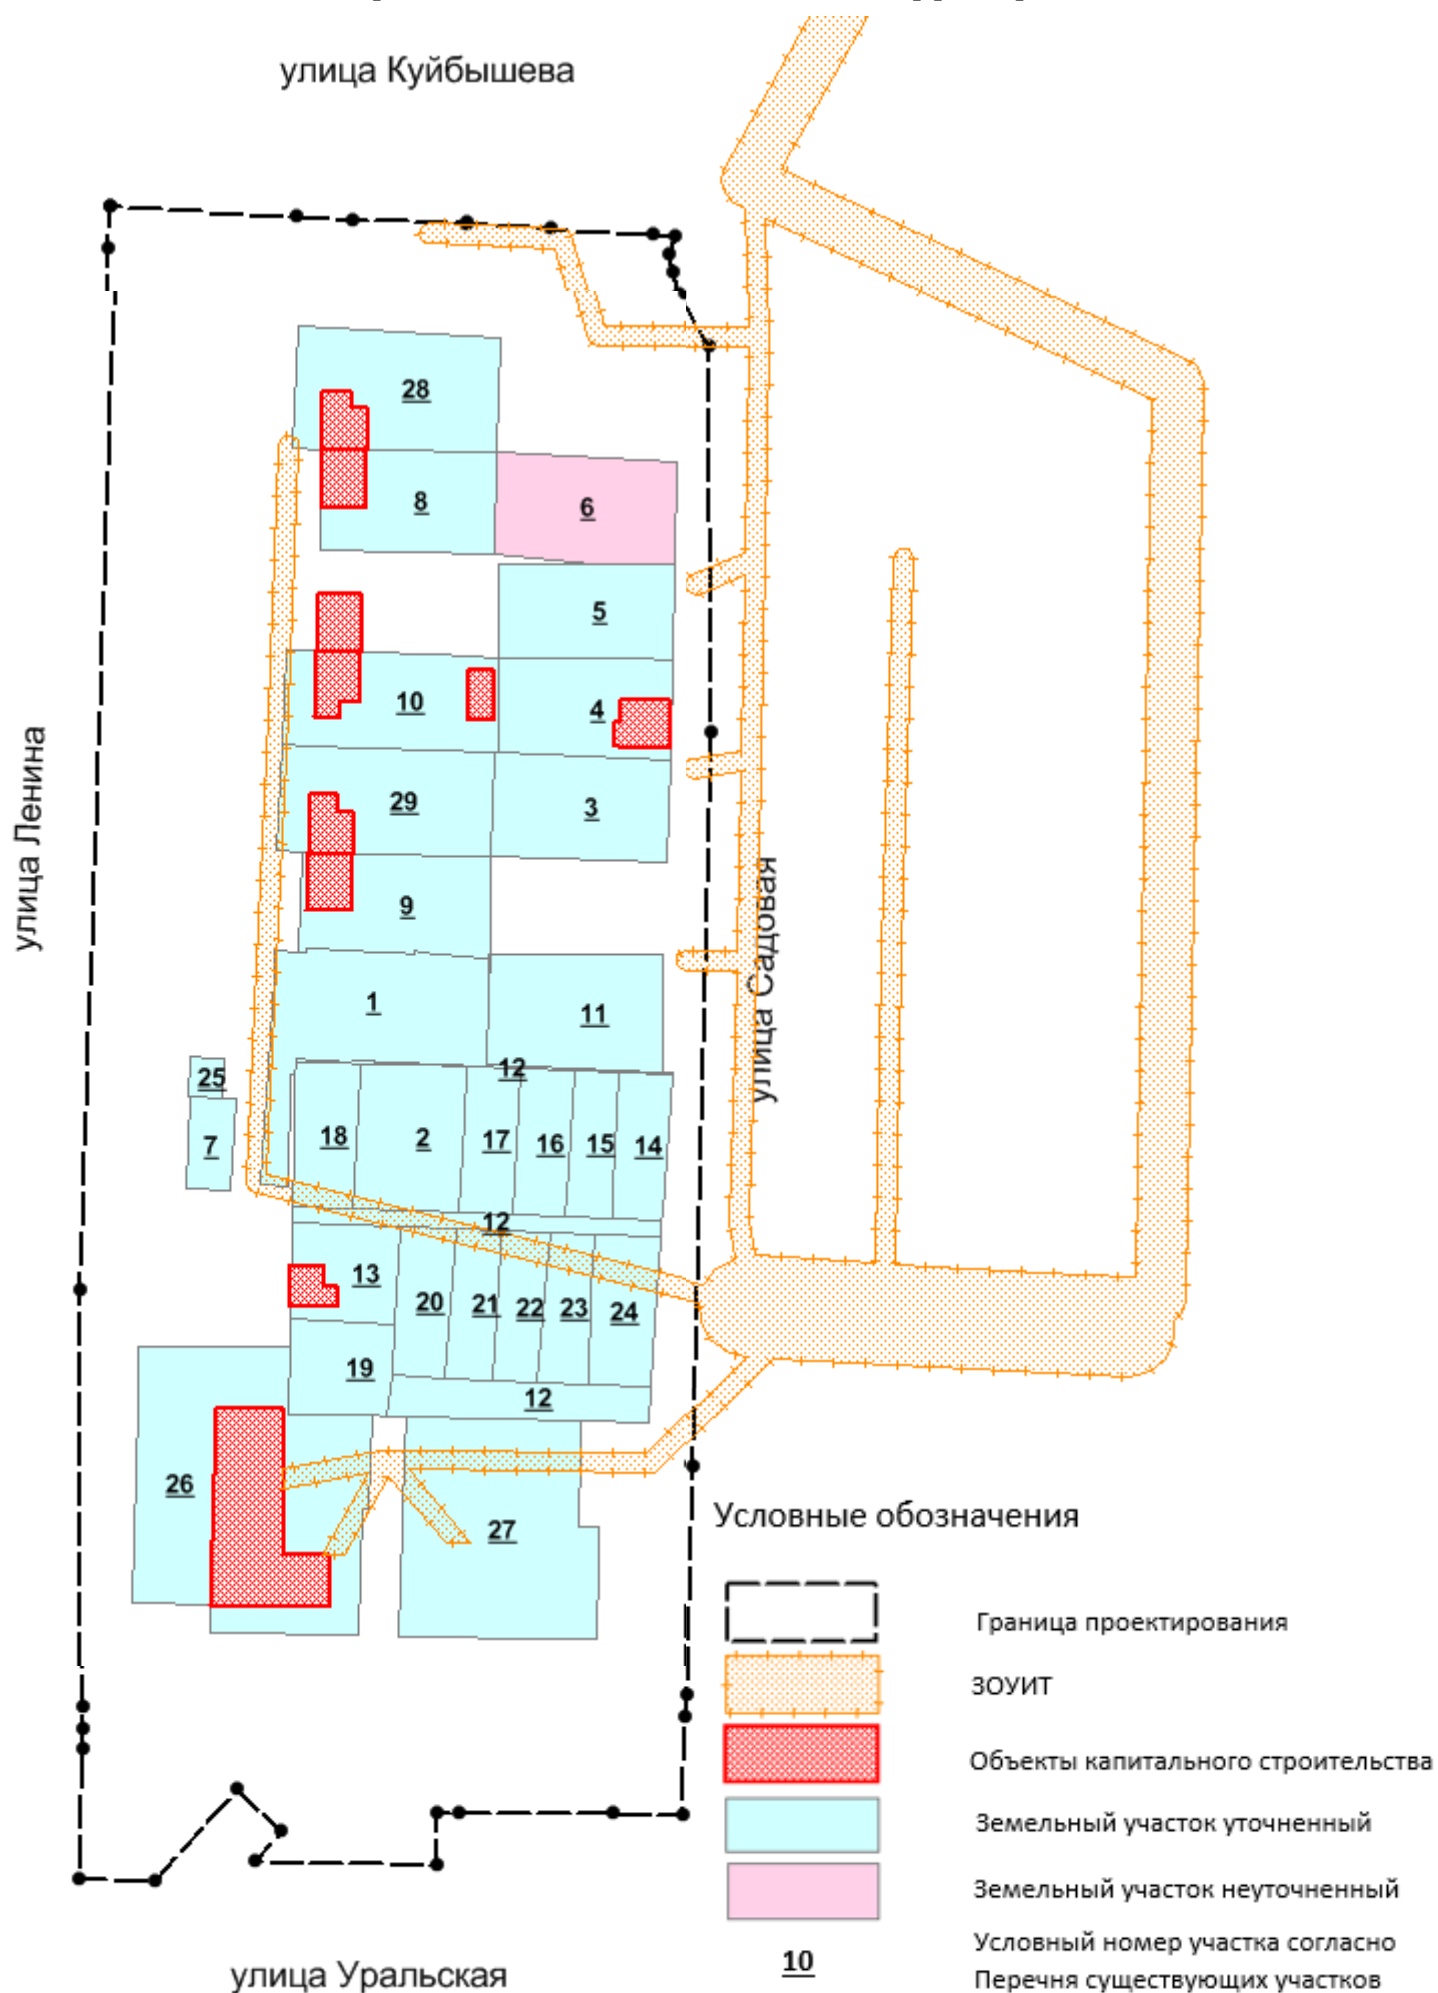 улица Куйбышева
28
8
6
5
10
4
29
3
9
1
11
12
25
7
18
2
17
16
15
14
12
13
20
21
22
23
24
19
12
26
27
улица Ленина
улица Садовая
Условные обозначения
Граница проектирования
ЗОУИТ
Объекты капитального строительства
Земельный участок уточненный
Земельный участок неуточненный
10
Условный номер участка согласно
Перечня существующих участков
улица Уральская